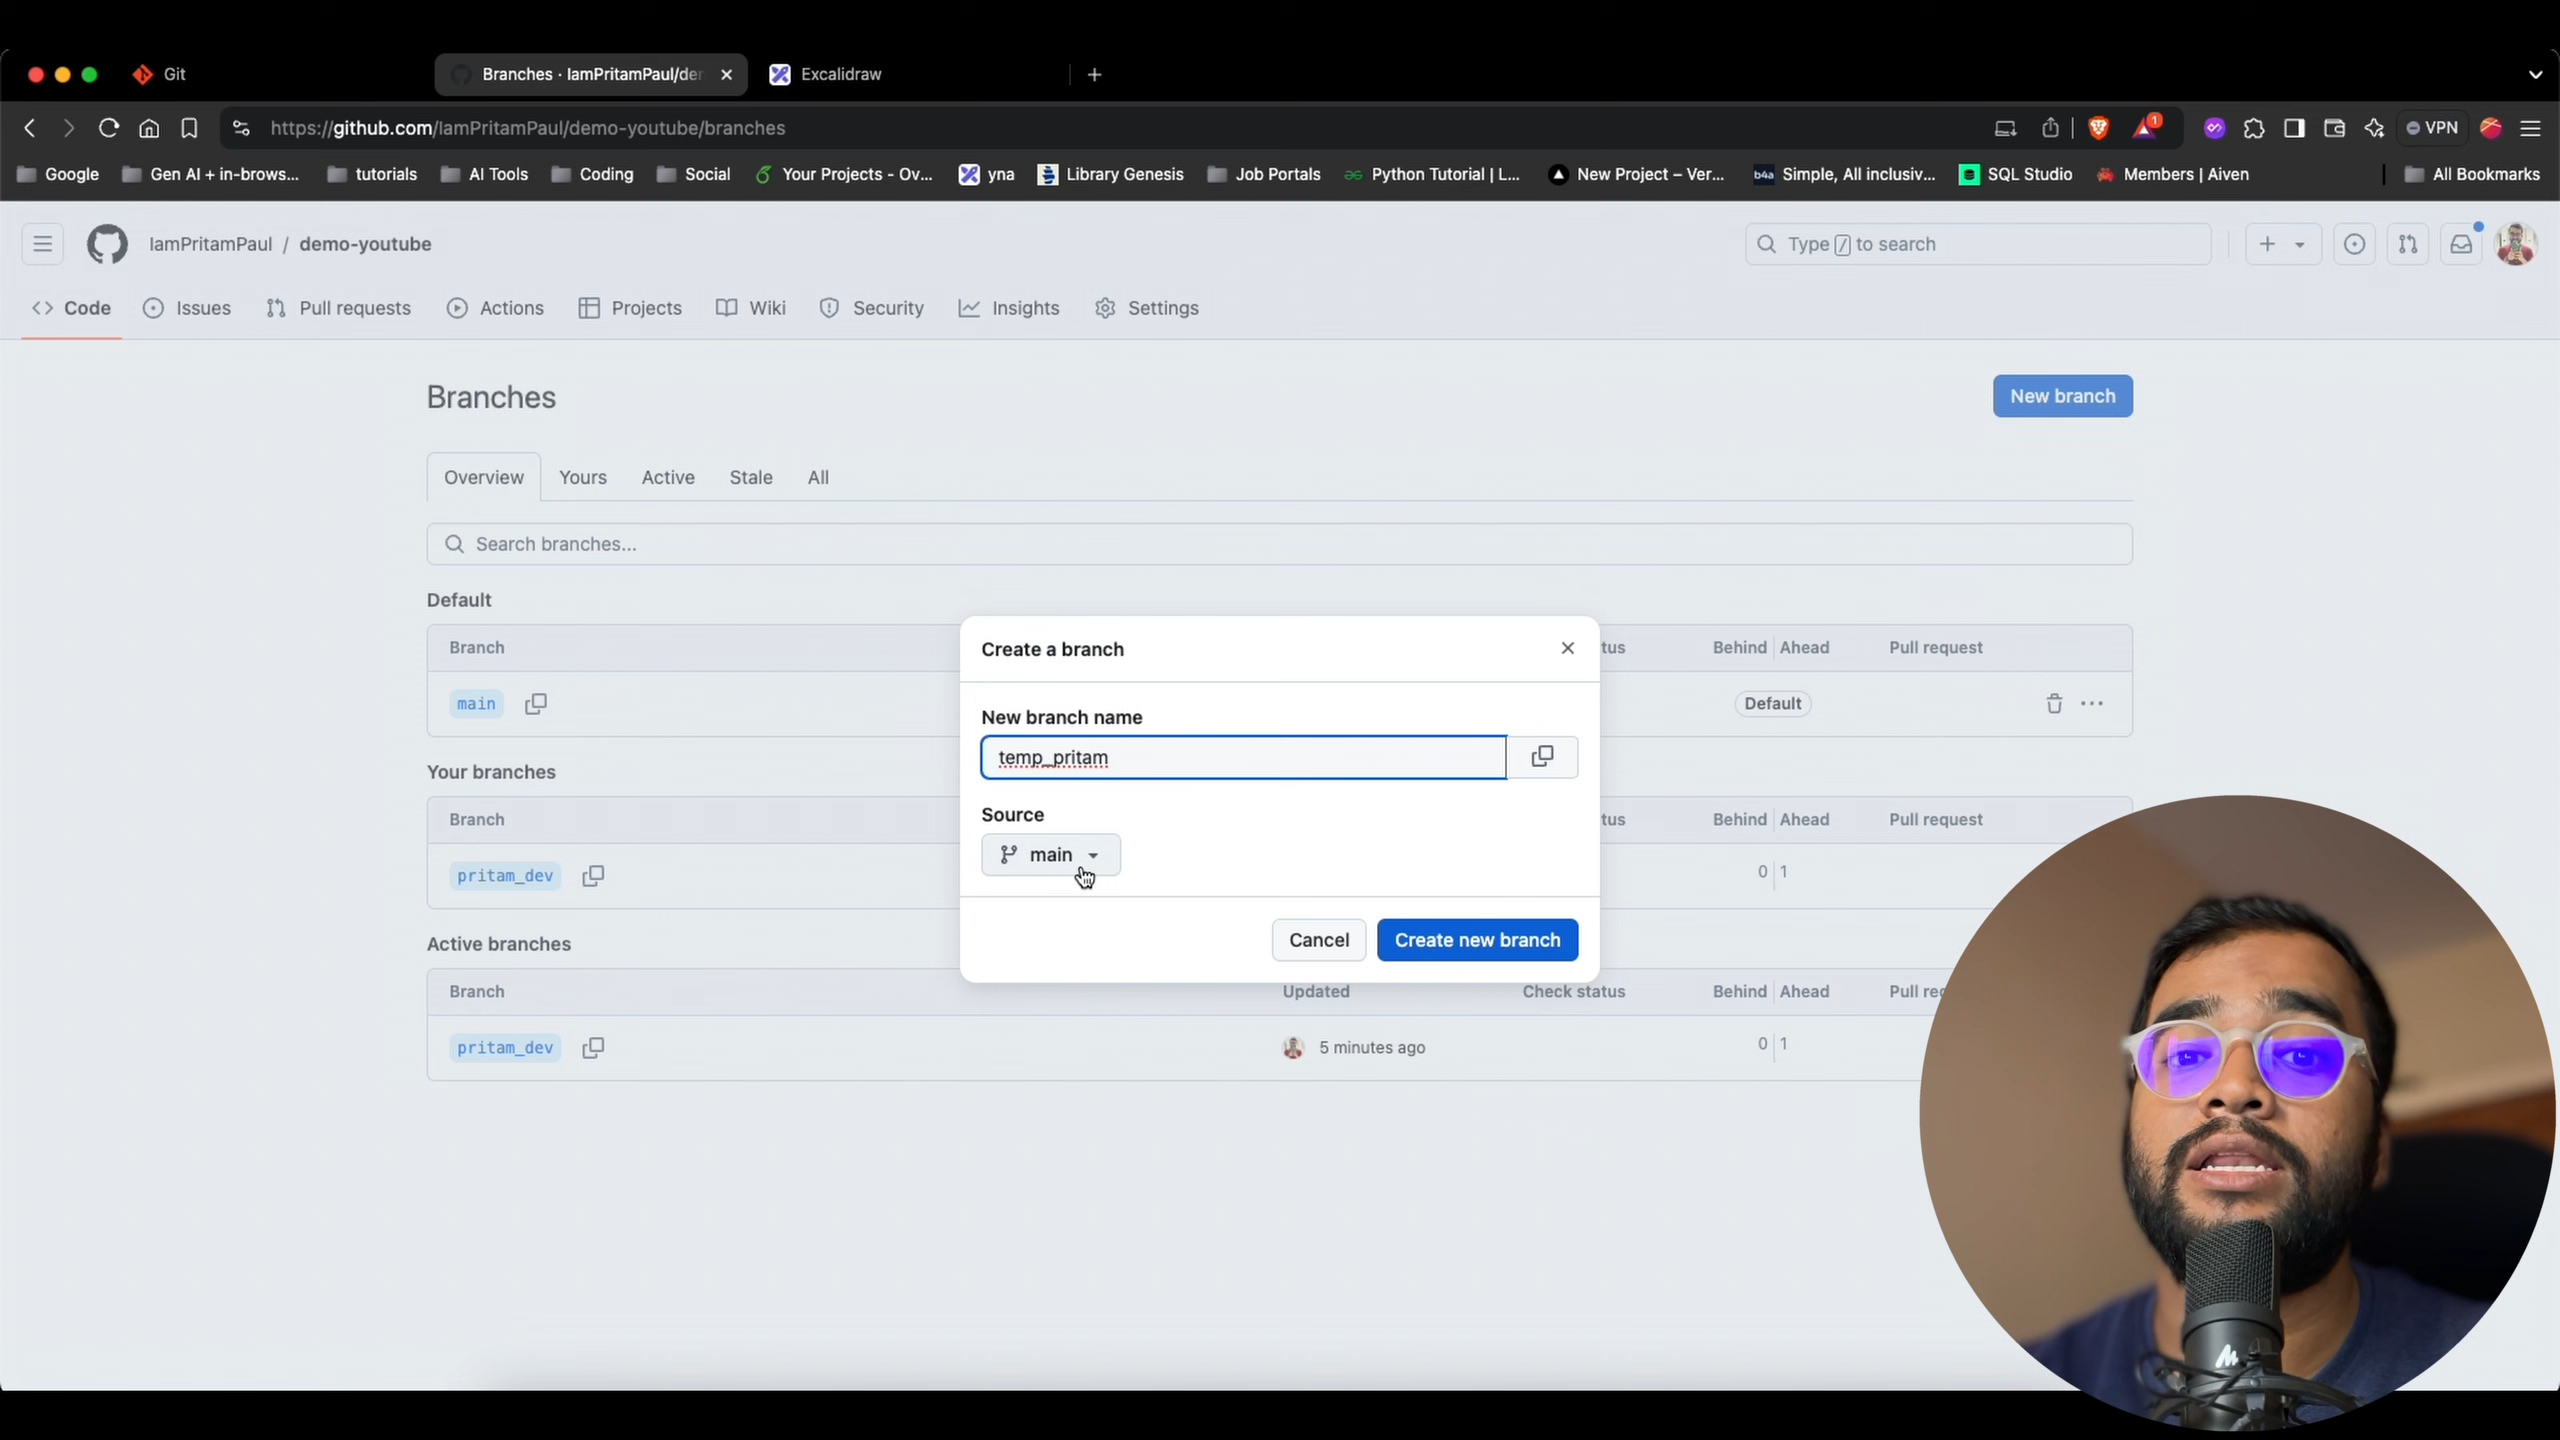 Git
Branches · IamPritamPaul/der
Excalidraw
https://github.com/IamPritamPaul/demo-youtube/branches
1
VPN
Google
Gen AI + in-brows...
tutorials
AI Tools
Coding
Social
Your Projects - Ov...
yna
Library Genesis
Job Portals
Python Tutorial | L...
New Project – Ver...
b4a
Simple, All inclusiv...
SQL Studio
Members | Aiven
All Bookmarks
IamPritamPaul / demo-youtube
Type / to search
Code
Issues
Pull requests
Actions
Projects
Wiki
Security
Insights
Settings
Branches
New branch
Overview
Yours
Active
Stale
All
Search branches...
Default
Branch
tus
Behind
Ahead
Pull request
main
Default
Create a branch
New branch name
temp_pritam
Source
main
Cancel
Create new branch
Your branches
Branch
tus
Behind
Ahead
Pull request
pritam_dev
0
1
Active branches
Branch
Updated
Check status
Behind
Ahead
Pull rec
pritam_dev
5 minutes ago
0
1